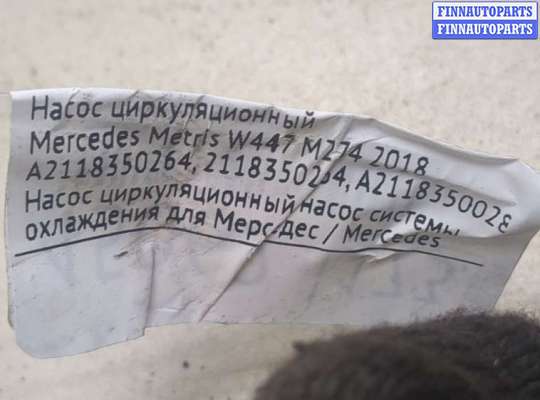 FINNAUTOPARTS
FINNAUTOPARTS
Насос циркуляционный
Mercedes Metris W447 M274 2018
A2118350264, 2118350264, A2118350028
Насос циркуляционный насос системы
охлаждения для Мерседес / Mercedes